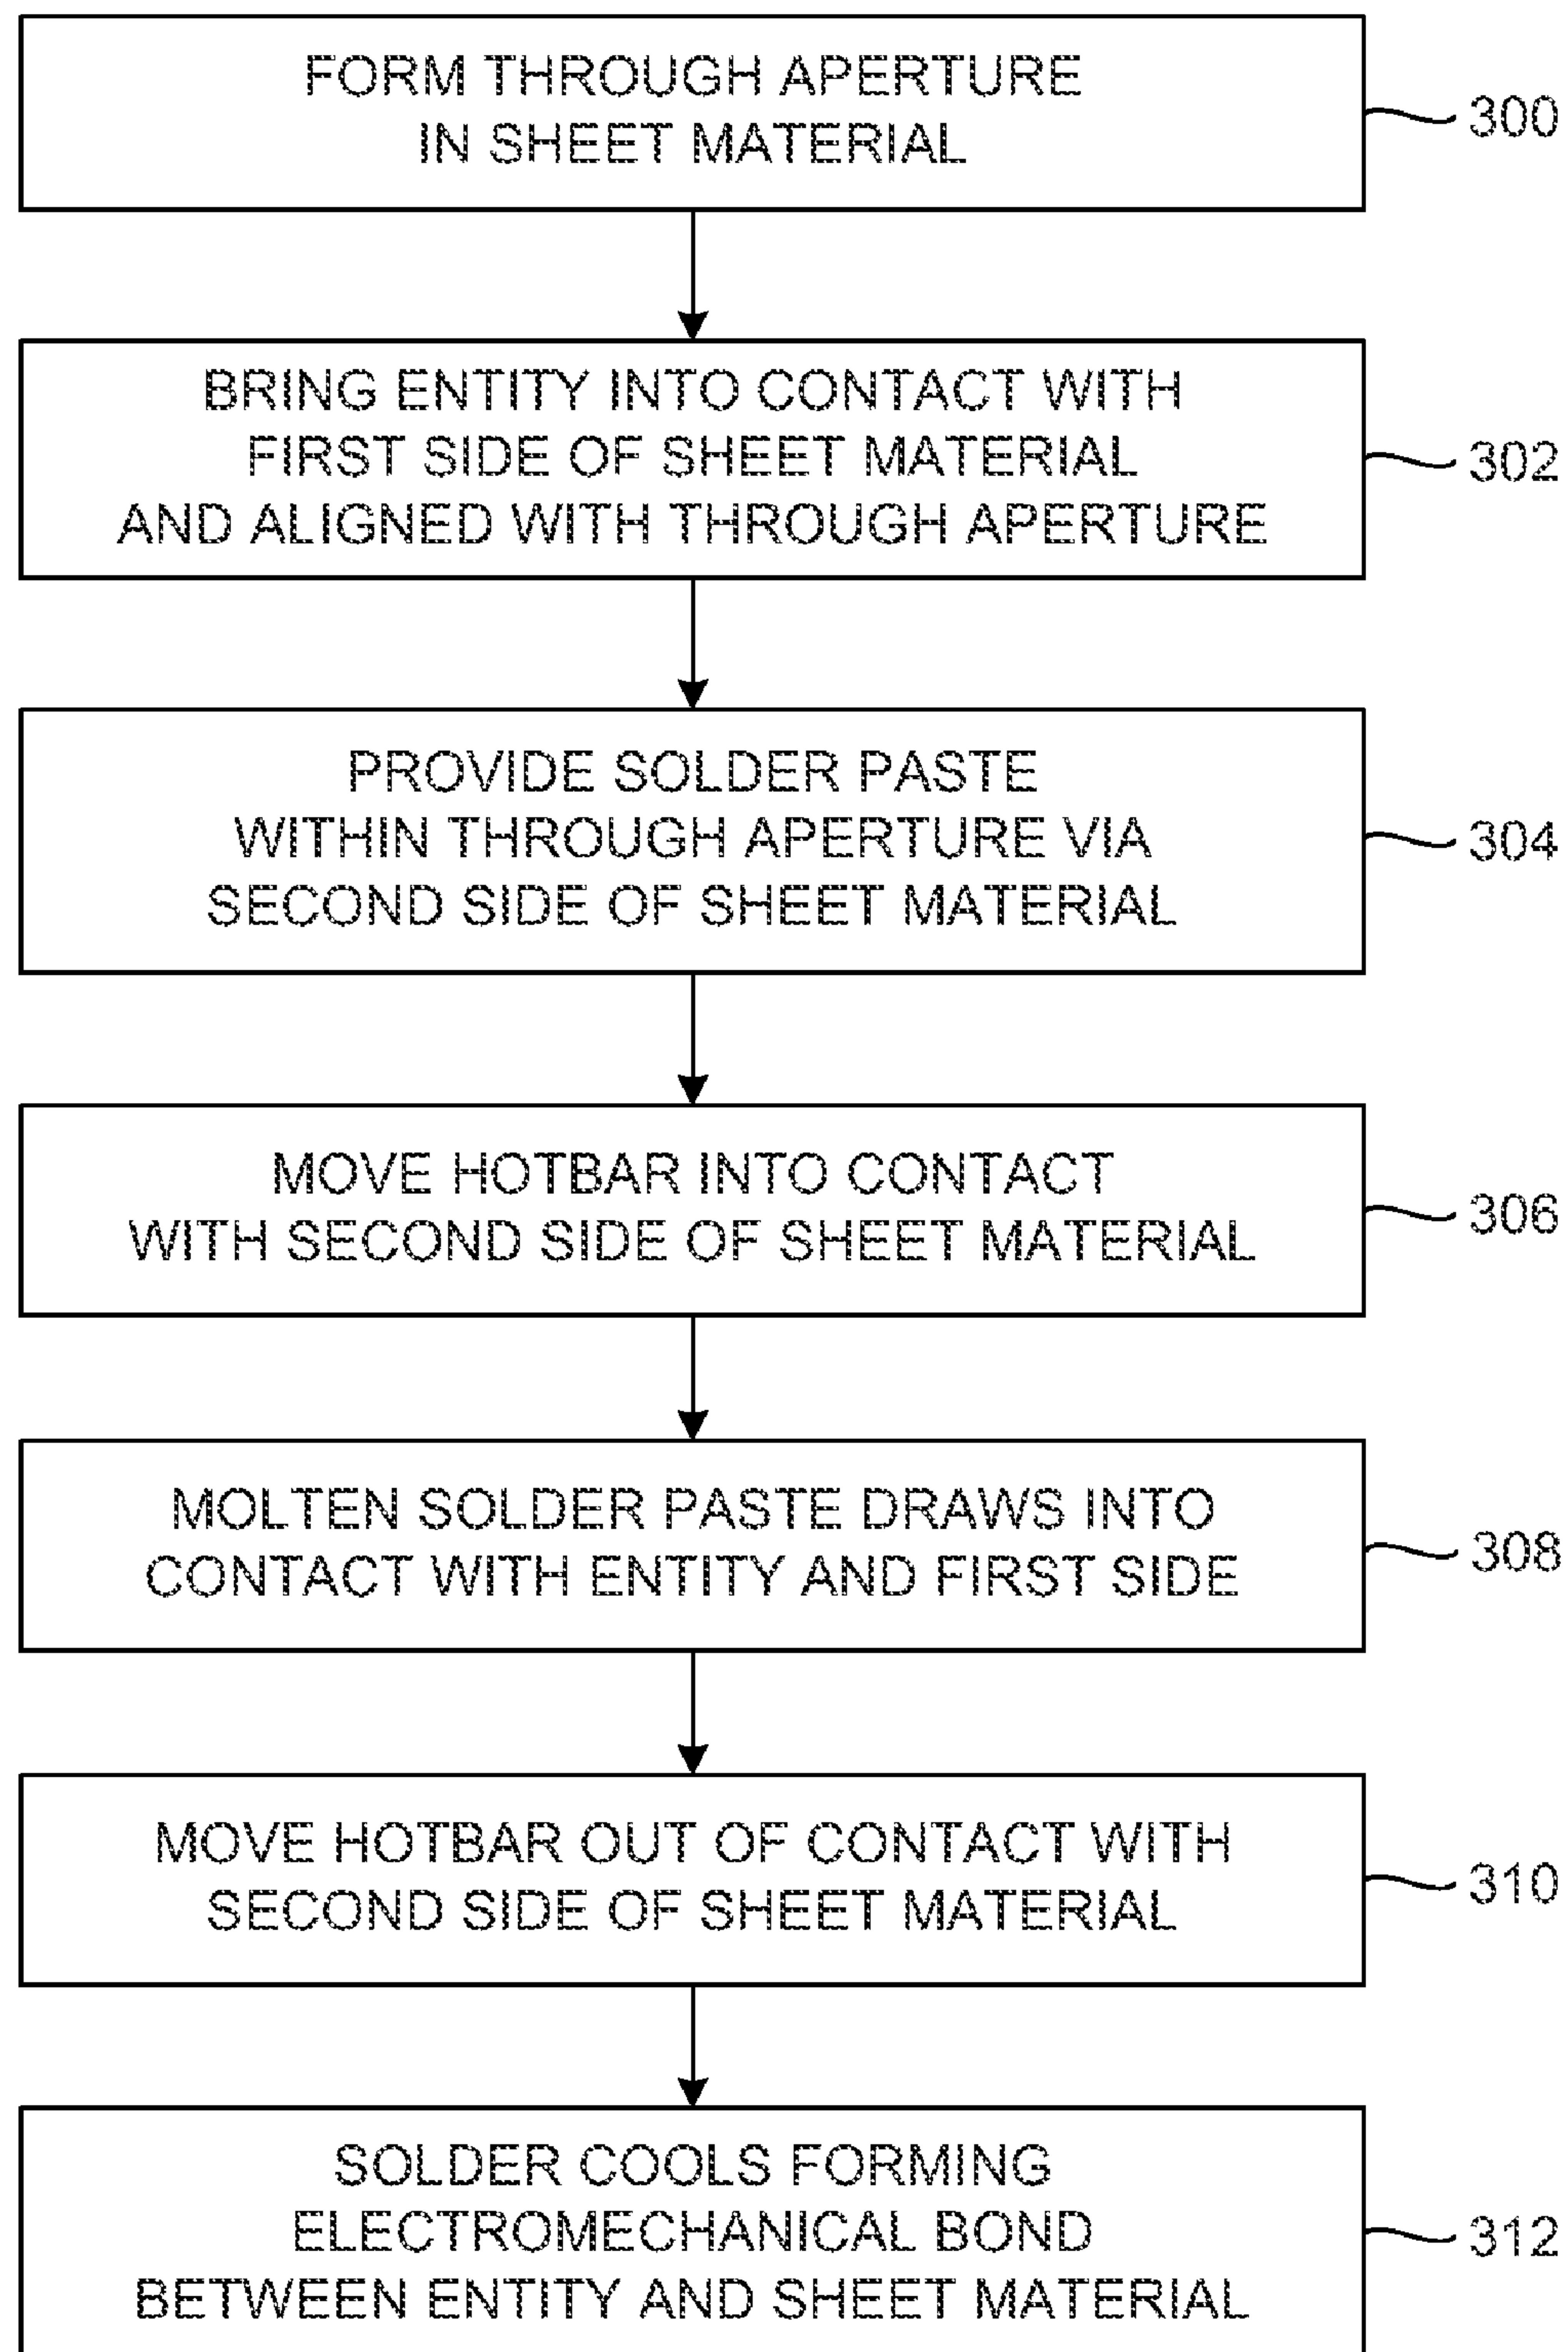 FORM THROUGH APERTURE
IN SHEET MATERIAL
300
BRING ENTITY INTO CONTACT WITH
FIRST SIDE OF SHEET MATERIAL
AND ALIGNED WITH THROUGH APERTURE
302
PROVIDE SOLDER PASTE
WITHIN THROUGH APERTURE VIA
SECOND SIDE OF SHEET MATERIAL
304
MOVE HOTBAR INTO CONTACT
WITH SECOND SIDE OF SHEET MATERIAL
306
MOLTEN SOLDER PASTE DRAWS INTO
CONTACT WITH ENTITY AND FIRST SIDE
308
MOVE HOTBAR OUT OF CONTACT WITH
SECOND SIDE OF SHEET MATERIAL
310
SOLDER COOLS FORMING
ELECTROMECHANICAL BOND
BETWEEN ENTITY AND SHEET MATERIAL
312